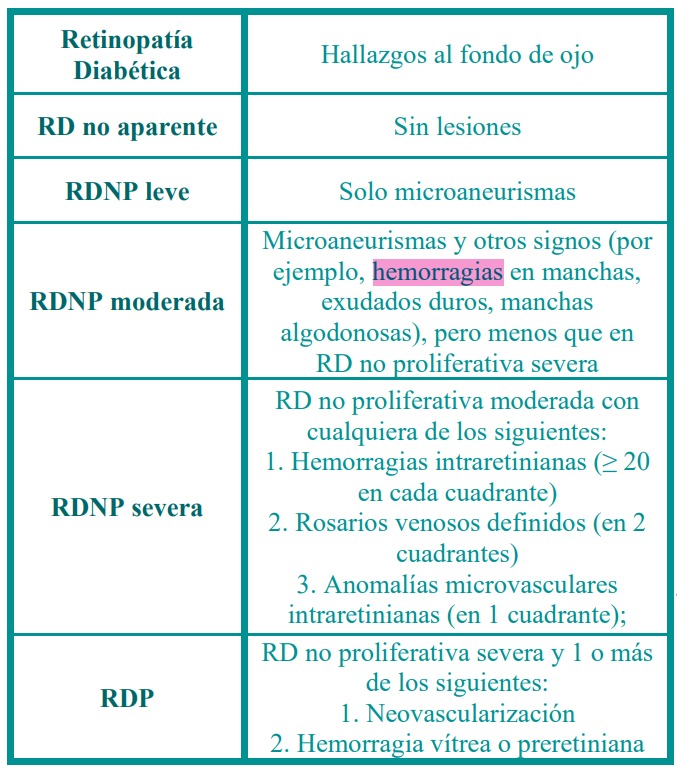 Retinopatía
Diabética
Hallazgos al fondo de ojo
RD no aparente
Sin lesiones
RDNP leve
Solo microaneurismas
RDNP moderada
Microaneurismas y otros signos (por
ejemplo, hemorragias en manchas,
exudados duros, manchas
algodonosas), pero menos que en
RD no proliferativa severa
RDNP severa
RD no proliferativa moderada con
cualquiera de los siguientes:
1. Hemorragias intraretinianas (≥ 20
en cada cuadrante)
2. Rosarios venosos definidos (en 2
cuadrantes)
3. Anomalías microvasculares
intraretinianas (en 1 cuadrante);
RDP
RD no proliferativa severa y 1 o más
de los siguientes:
1. Neovascularización
2. Hemorragia vítrea o preretiniana